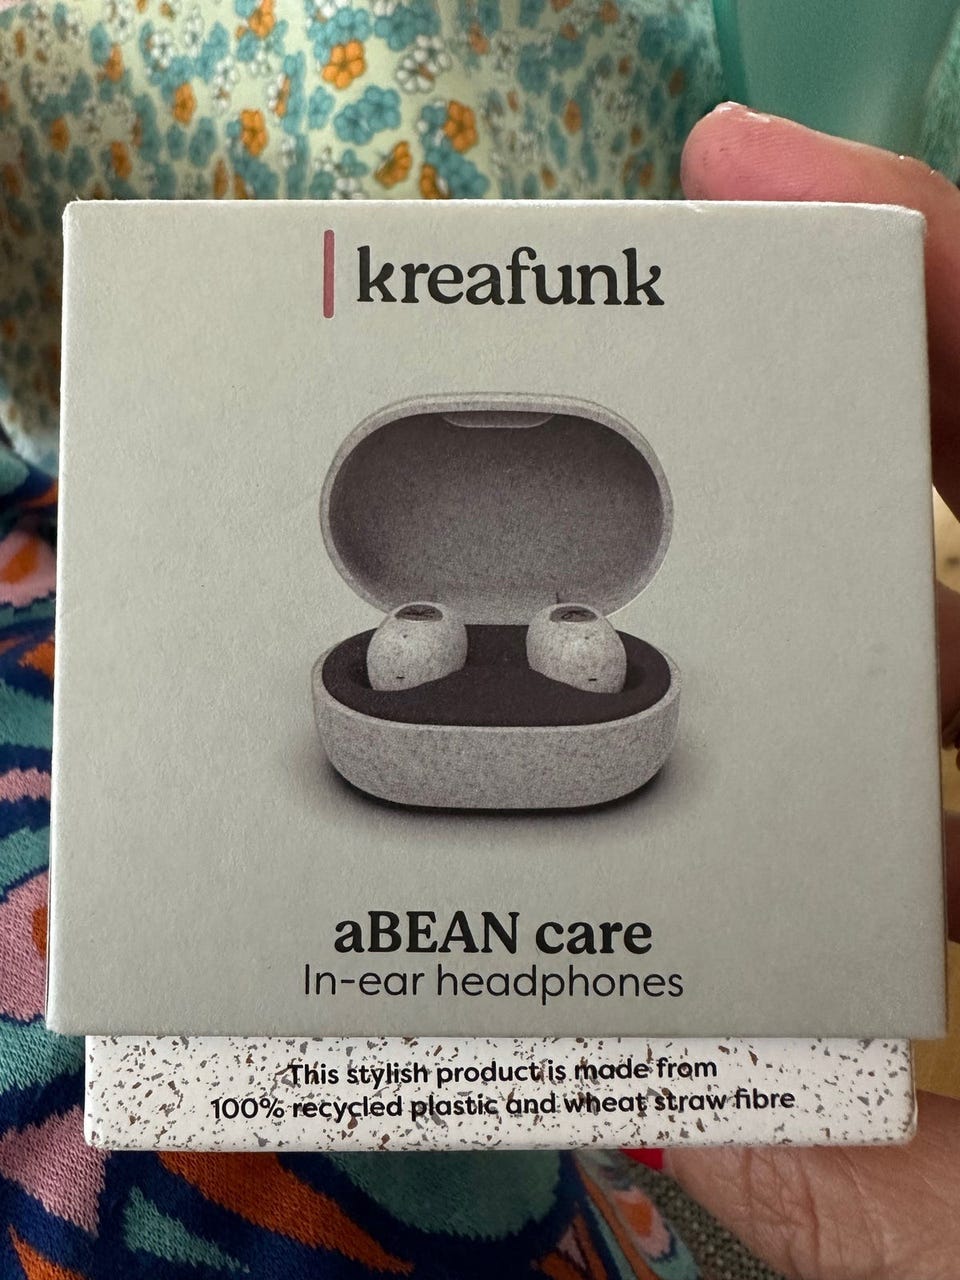 kreafunk
aBEAN care
In-ear headphones
This stylish product is made from
100% recycled plastic and wheat straw fibre